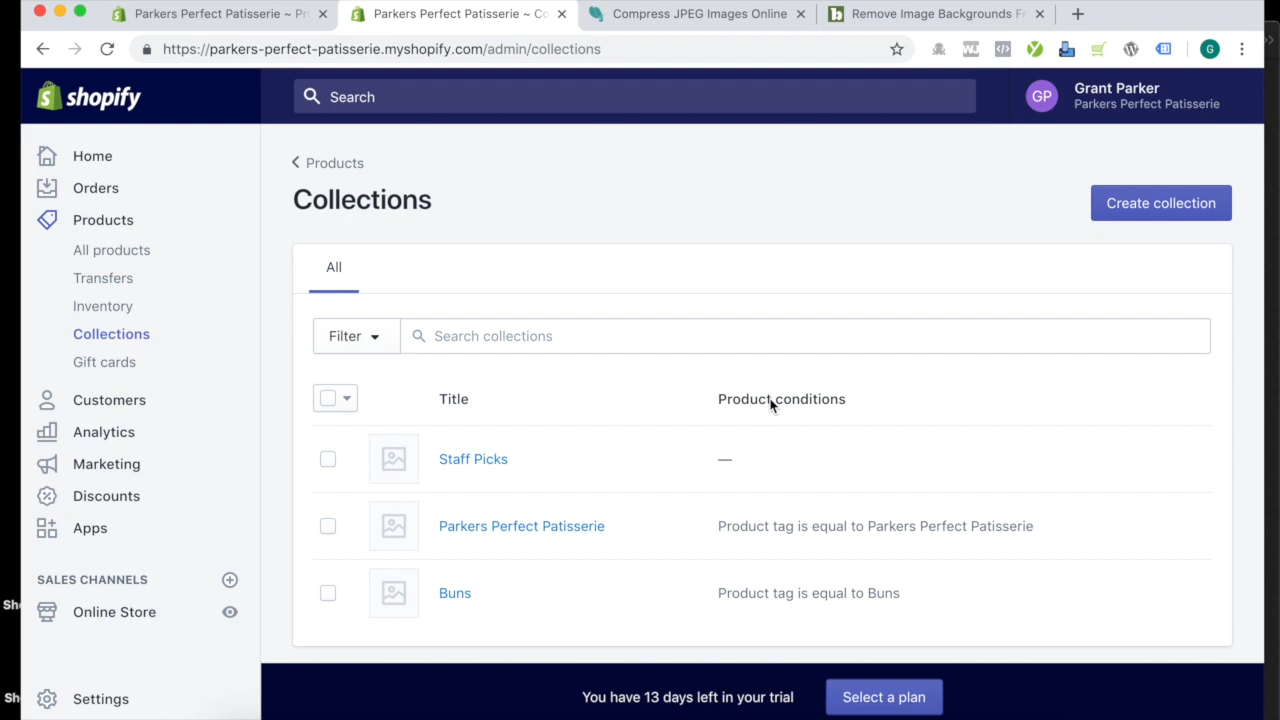 Parkers Perfect Patisserie ~ Pr
Parkers Perfect Patisserie ~ Co
Compress JPEG Images Online
Remove Image Backgrounds Fr
https://parkers-perfect-patisserie.myshopify.com/admin/collections
G
shopify
Search
GP
Grant Parker
Parkers Perfect Patisserie
Home
Orders
Products
All products
Transfers
Inventory
Collections
Gift cards
Customers
Analytics
Marketing
Discounts
Apps
SALES CHANNELS
Online Store
Settings
Products
Collections
Create collection
All
Filter
Search collections
Title
Product conditions
Staff Picks
—
Parkers Perfect Patisserie
Product tag is equal to Parkers Perfect Patisserie
Buns
Product tag is equal to Buns
You have 13 days left in your trial
Select a plan
Sho
Sh